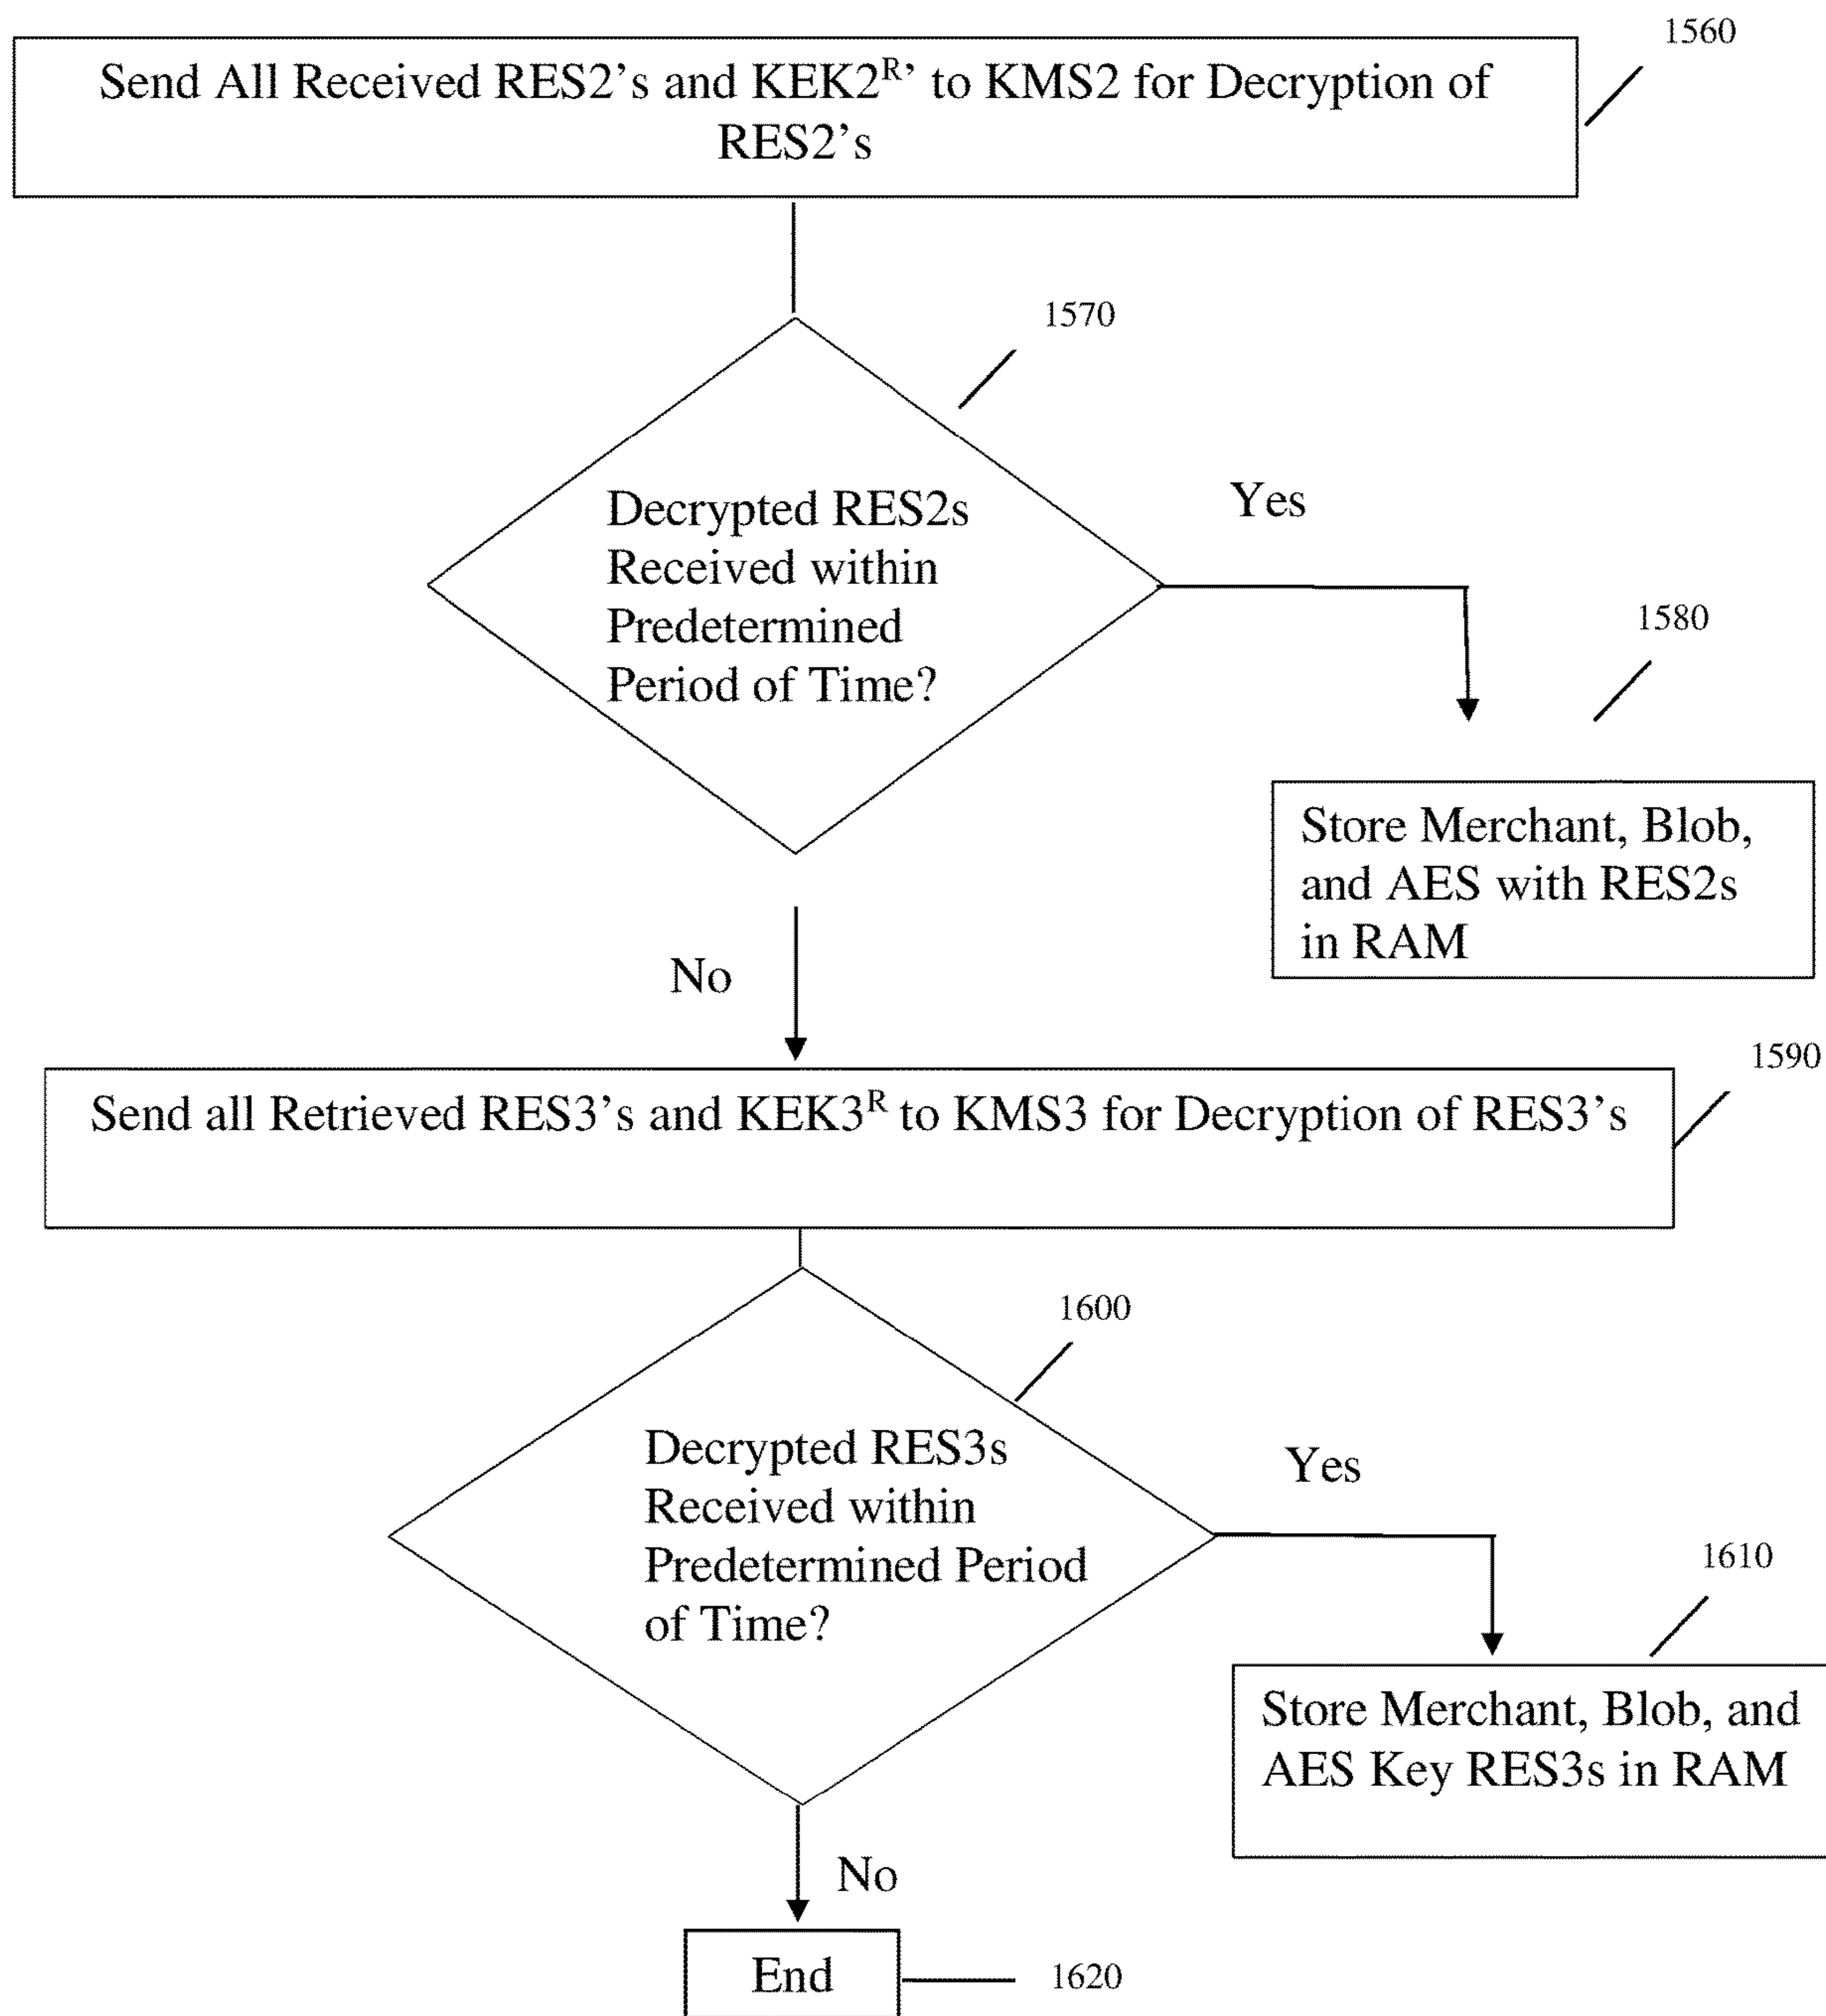 1560
Send All Received RES2’s and KEK2ᴿ’ to KMS2 for Decryption of
RES2’s
1570
Decrypted RES2s
Received within
Predetermined
Period of Time?
Yes
1580
Store Merchant, Blob,
and AES with RES2s
in RAM
No
1590
Send all Retrieved RES3’s and KEK3ᴿ to KMS3 for Decryption of RES3’s
1600
Decrypted RES3s
Received within
Predetermined Period
of Time?
Yes
1610
Store Merchant, Blob, and
AES Key RES3s in RAM
No
End
1620